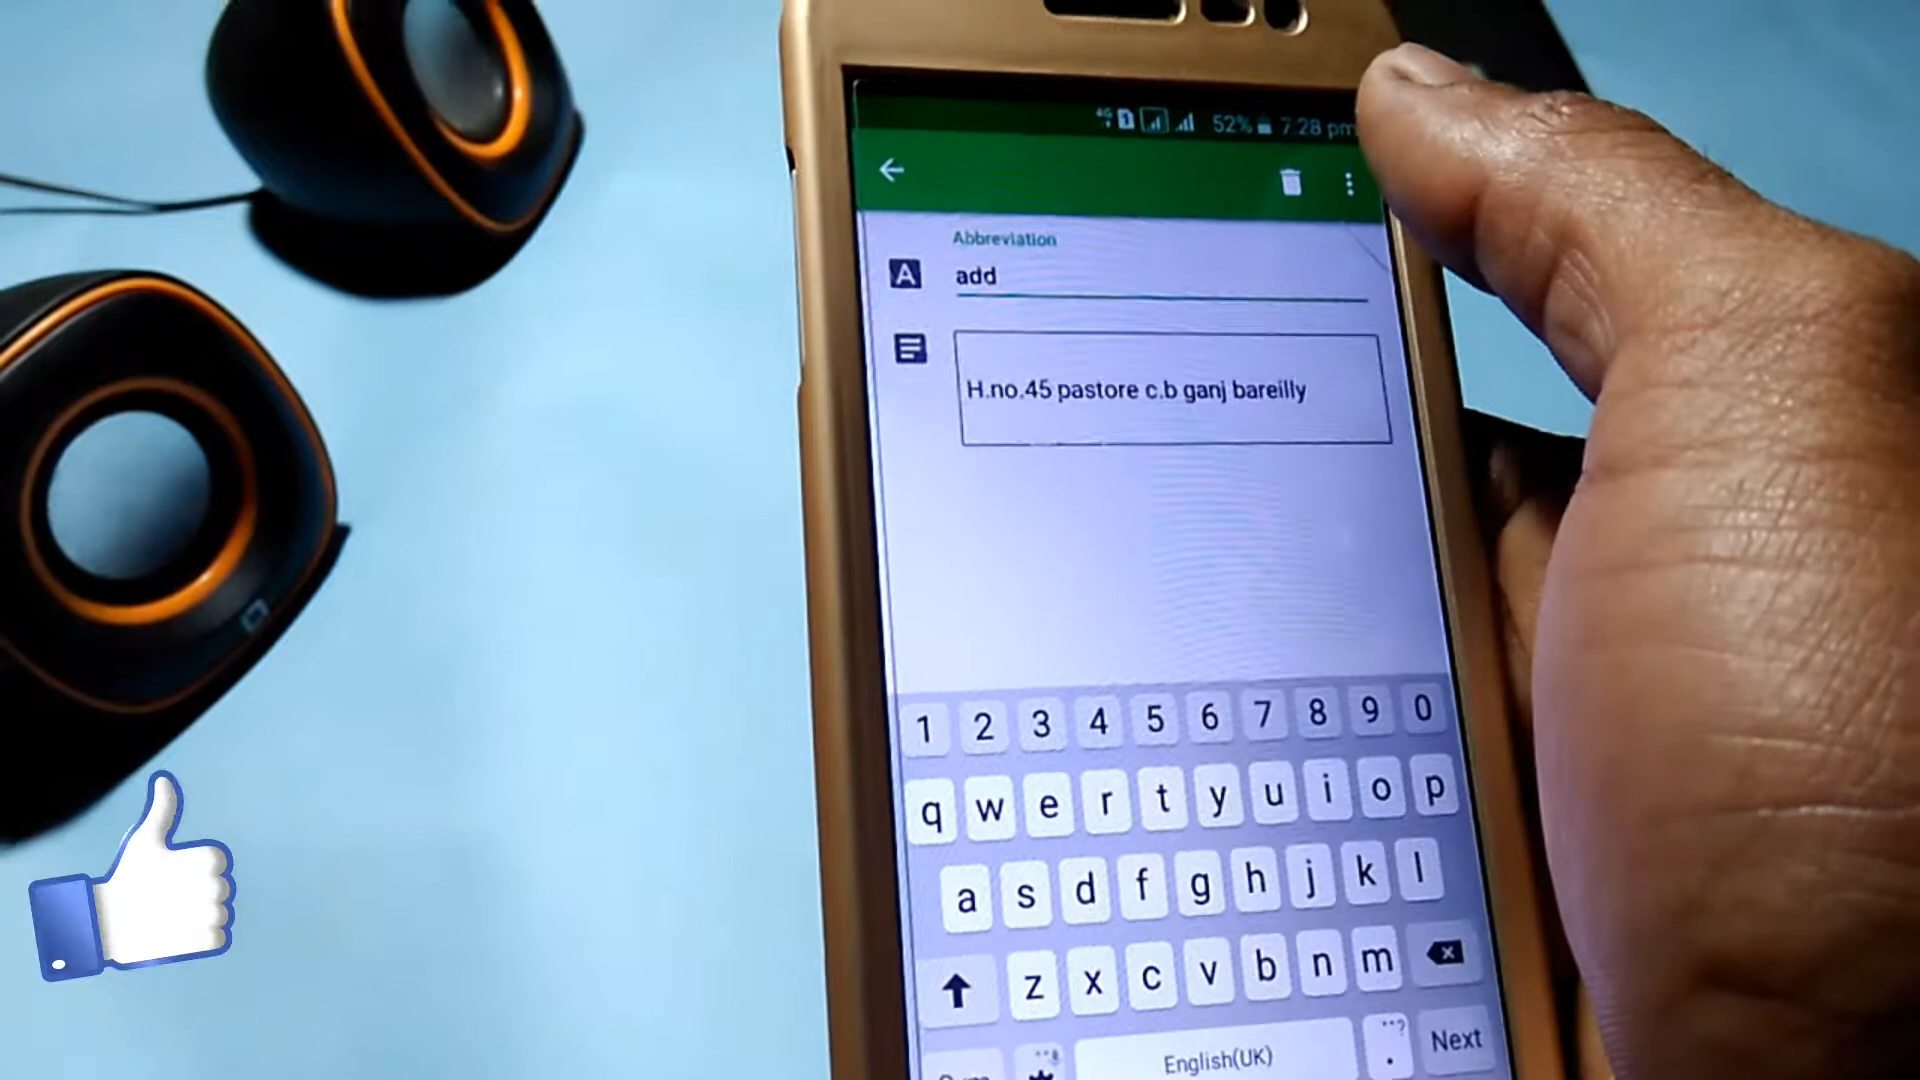 52% 7:28 pm
Abbreviation
A add
H.no.45 pastore c.b ganj bareilly
1 2 3 4 5 6 7 8 9 0
q w e r t y u i o p
a s d f g h j k l
z x c v b n m
English(UK) . Next